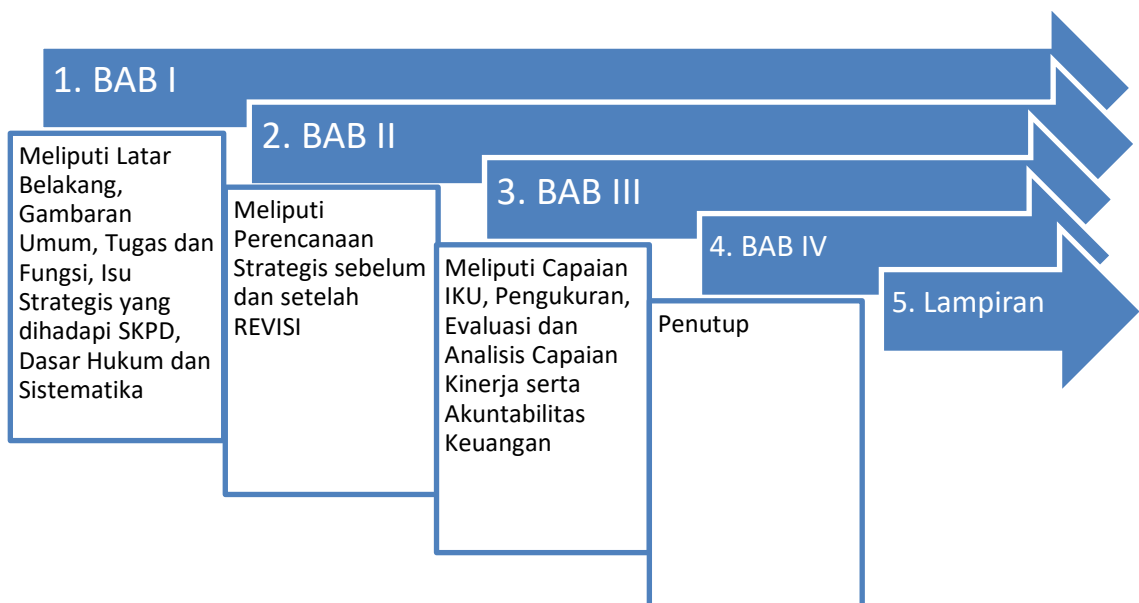 1. BAB I
Meliputi Latar
Belakang,
Gambaran
Umum, Tugas dan
Fungsi, Isu
Strategis yang
dihadapi SKPD,
Dasar Hukum dan
Sistematika
2. BAB II
Meliputi
Perencanaan
Strategis sebelum
dan setelah
REVISI
3. BAB III
Meliputi Capaian
IKU, Pengukuran,
Evaluasi dan
Analisis Capaian
Kinerja serta
Akuntabilitas
Keuangan
4. BAB IV
Penutup
5. Lampiran